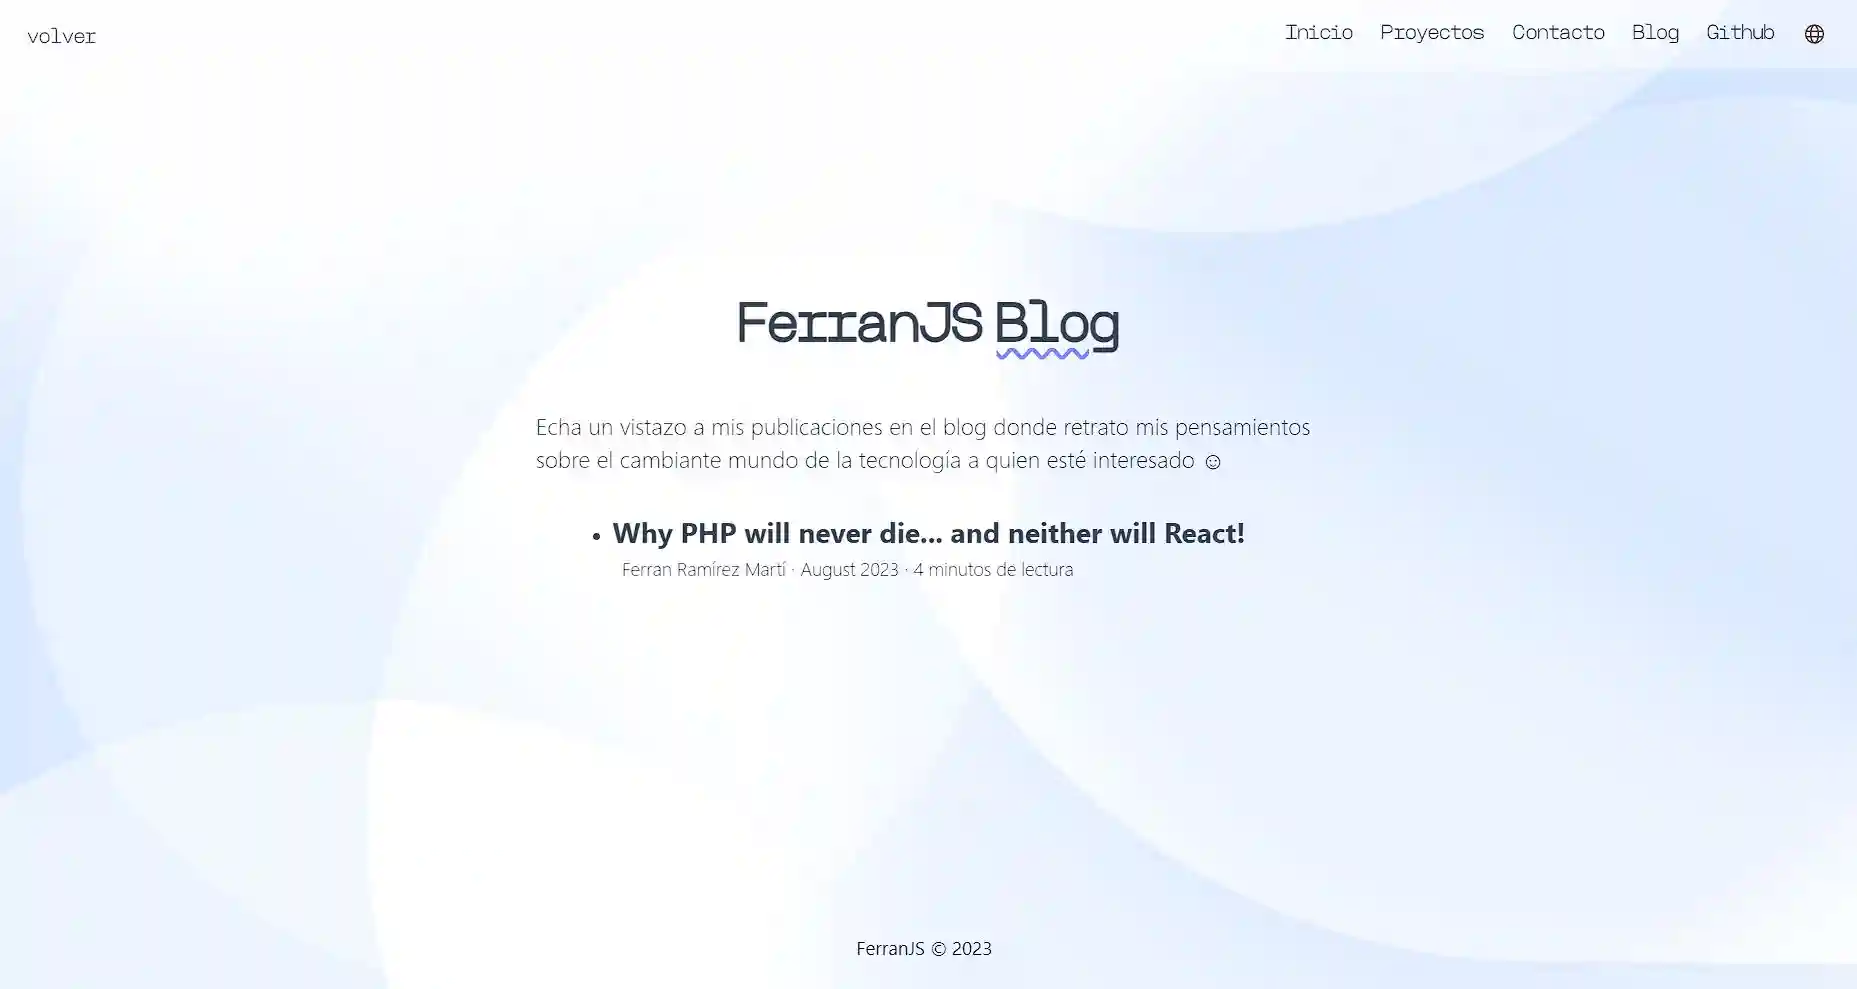 volver
Inicio Proyectos Contacto Blog Github
FerranJS Blog
Echa un vistazo a mis publicaciones en el blog donde retrato mis pensamientos
sobre el cambiante mundo de la tecnología a quien esté interesado ☺
• Why PHP will never die... and neither will React!
Ferran Ramírez Martí · August 2023 · 4 minutos de lectura
FerranJS © 2023